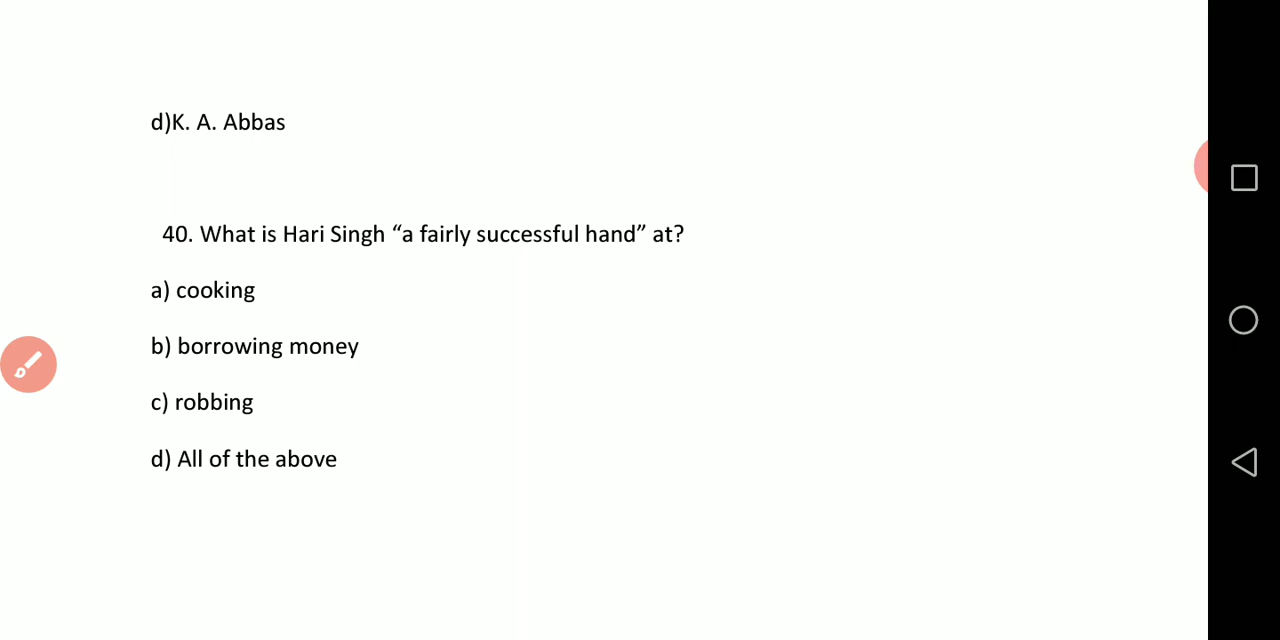 d)K. A. Abbas
40. What is Hari Singh “a fairly successful hand” at?
a) cooking
b) borrowing money
c) robbing
d) All of the above